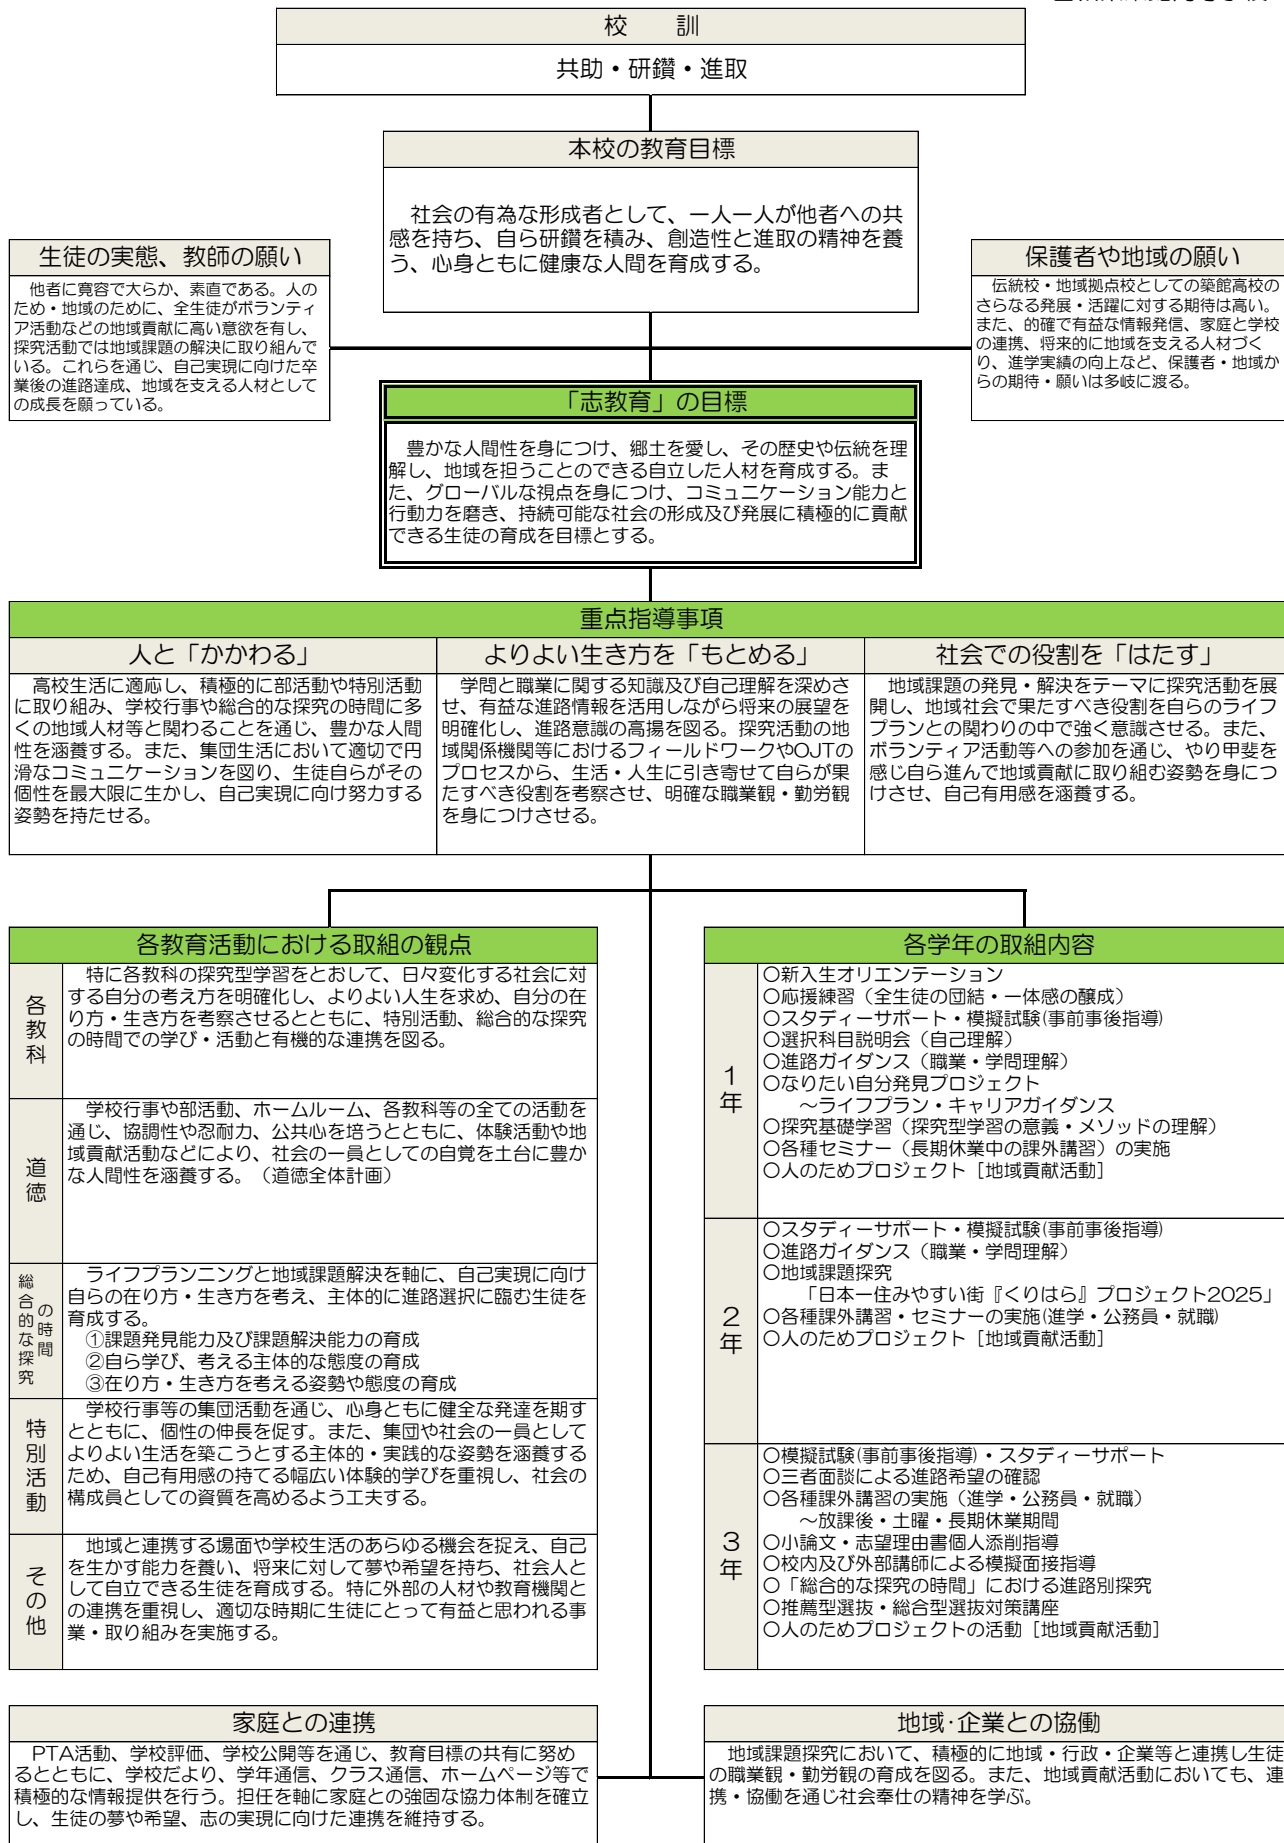 校　　訓
共助・研鑽・進取
本校の教育目標
社会の有為な形成者として、一人一人が他者への共
感を持ち、自ら研鑽を積み、創造性と進取の精神を養
う、心身ともに健康な人間を育成する。
生徒の実態、教師の願い
他者に寛容で大らか、素直である。人の
ため・地域のために、全生徒がボランティ
ア活動などの地域貢献に高い意欲を有し、
探究活動では地域課題の解決に取り組んで
いる。これらを通じ、自己実現に向けた卒
業後の進路達成、地域を支える人材として
の成長を願っている。
保護者や地域の願い
伝統校・地域拠点校としての築館高校の
さらなる発展・活躍に対する期待は高い。
また、的確で有益な情報発信、家庭と学校
の連携、将来的に地域を支える人材づく
り、進学実績の向上など、保護者・地域か
らの期待・願いは多岐に渡る。
「志教育」の目標
豊かな人間性を身につけ、郷土を愛し、その歴史や伝統を理
解し、地域を担うことのできる自立した人材を育成する。ま
た、グローバルな視点を身につけ、コミュニケーション能力と
行動力を磨き、持続可能な社会の形成及び発展に積極的に貢献
できる生徒の育成を目標とする。
重点指導事項
人と「かかわる」
高校生活に適応し、積極的に部活動や特別活動
に取り組み、学校行事や総合的な探究の時間に多
くの地域人材等と関わることを通じ、豊かな人間
性を涵養する。また、集団生活において適切で円
滑なコミュニケーションを図り、生徒自らがその
個性を最大限に生かし、自己実現に向け努力する
姿勢を持たせる。
よりよい生き方を「もとめる」
学問と職業に関する知識及び自己理解を深めさ
せ、有益な進路情報を活用しながら将来の展望を
明確化し、進路意識の高揚を図る。探究活動の地
域関係機関等におけるフィールドワークやOJTの
プロセスから、生活・人生に引き寄せて自らが果
たすべき役割を考察させ、明確な職業観・勤労観
を身につけさせる。
社会での役割を「はたす」
地域課題の発見・解決をテーマに探究活動を展
開し、地域社会で果たすべき役割を自らのライフ
プランとの関わりの中で強く意識させる。また、
ボランティア活動等への参加を通じ、やり甲斐を
感じ自ら進んで地域貢献に取り組む姿勢を身につ
けさせ、自己有用感を涵養する。
各教育活動における取組の観点
各教科
特に各教科の探究型学習をとおして、日々変化する社会に対
する自分の考え方を明確化し、よりよい人生を求め、自分の在
り方・生き方を考察させるとともに、特別活動、総合的な探究
の時間での学び・活動と有機的な連携を図る。
道徳
学校行事や部活動、ホームルーム、各教科等の全ての活動を
通じ、協調性や忍耐力、公共心を培うとともに、体験活動や地
域貢献活動などにより、社会の一員としての自覚を土台に豊か
な人間性を涵養する。（道徳全体計画）
総合的な探究
の時間
ライフプランニングと地域課題解決を軸に、自己実現に向け
自らの在り方・生き方を考え、主体的に進路選択に臨む生徒を
育成する。
①課題発見能力及び課題解決能力の育成
②自ら学び、考える主体的な態度の育成
③在り方・生き方を考える姿勢や態度の育成
特別活動
学校行事等の集団活動を通じ、心身ともに健全な発達を期す
とともに、個性の伸長を促す。また、集団や社会の一員として
よりよい生活を築こうとする主体的・実践的な姿勢を涵養する
ため、自己有用感の持てる幅広い体験的学びを重視し、社会の
構成員としての資質を高めるよう工夫する。
その他
地域と連携する場面や学校生活のあらゆる機会を捉え、自己
を生かす能力を養い、将来に対して夢や希望を持ち、社会人と
して自立できる生徒を育成する。特に外部の人材や教育機関と
の連携を重視し、適切な時期に生徒にとって有益と思われる事
業・取り組みを実施する。
各学年の取組内容
1年
○新入生オリエンテーション
○応援練習（全生徒の団結・一体感の醸成）
○スタディーサポート・模擬試験(事前事後指導)
○選択科目説明会（自己理解）
○進路ガイダンス（職業・学問理解）
○なりたい自分発見プロジェクト
～ライフプラン・キャリアガイダンス
○探究基礎学習（探究型学習の意義・メソッドの理解）
○各種セミナー（長期休業中の課外講習）の実施
○人のためプロジェクト［地域貢献活動］
2年
○スタディーサポート・模擬試験(事前事後指導)
○進路ガイダンス（職業・学問理解）
○地域課題探究
「日本一住みやすい街『くりはら』プロジェクト2025」
○各種課外講習・セミナーの実施(進学・公務員・就職)
○人のためプロジェクト［地域貢献活動］
3年
○模擬試験(事前事後指導)・スタディーサポート
○三者面談による進路希望の確認
○各種課外講習の実施（進学・公務員・就職）
～放課後・土曜・長期休業期間
○小論文・志望理由書個人添削指導
○校内及び外部講師による模擬面接指導
○「総合的な探究の時間」における進路別探究
○推薦型選抜・総合型選抜対策講座
○人のためプロジェクトの活動［地域貢献活動］
家庭との連携
PTA活動、学校評価、学校公開等を通じ、教育目標の共有に努め
るとともに、学校だより、学年通信、クラス通信、ホームページ等で
積極的な情報提供を行う。担任を軸に家庭との強固な協力体制を確立
し、生徒の夢や希望、志の実現に向けた連携を維持する。
地域･企業との協働
地域課題探究において、積極的に地域・行政・企業等と連携し生徒
の職業観・勤労観の育成を図る。また、地域貢献活動においても、連
携・協働を通じ社会奉仕の精神を学ぶ。